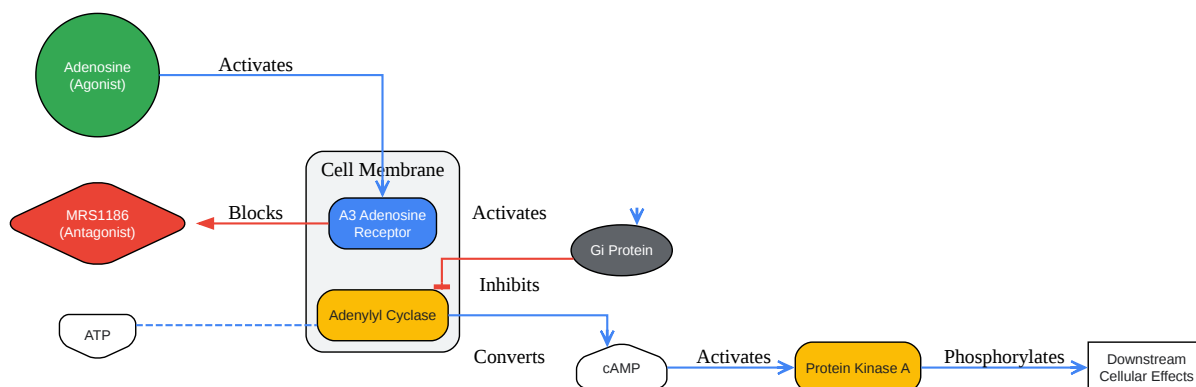 Adenosine
(Agonist)
Activates
Cell Membrane
MRS1186
(Antagonist)
Blocks
A3 Adenosine
Receptor
Activates
Gi Protein
Inhibits
ATP
Adenylyl Cyclase
Converts
cAMP
Activates
Protein Kinase A
Phosphorylates
Downstream
Cellular Effects